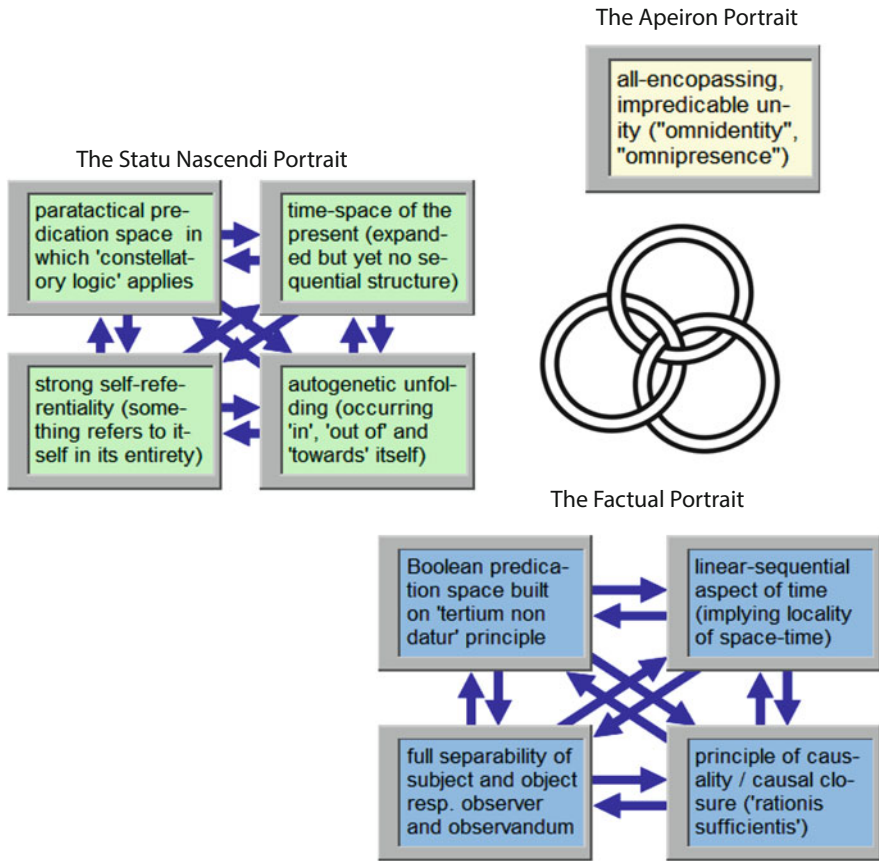 The Apeiron Portrait
all-encopassing,
impredicable un-
ity ("omnidentity",
"omnipresence")
The Statu Nascendi Portrait
paratactical pre-
dication space in
which 'constellat-
ory logic' applies
time-space of the
present (expand-
ed but yet no se-
quential structure)
strong self-refe-
rentiality (some-
thing refers to it-
self in its entirety)
autogenetic unfol-
ding (occurring
'in', 'out of' and
'towards' itself)
The Factual Portrait
Boolean predica-
tion space built
on 'tertium non
datur' principle
linear-sequential
aspect of time
(implying locality
of space-time)
full separability of
subject and object
resp. observer
and observandum
principle of caus-
ality / causal clo-
sure ('rationis
sufficientis')